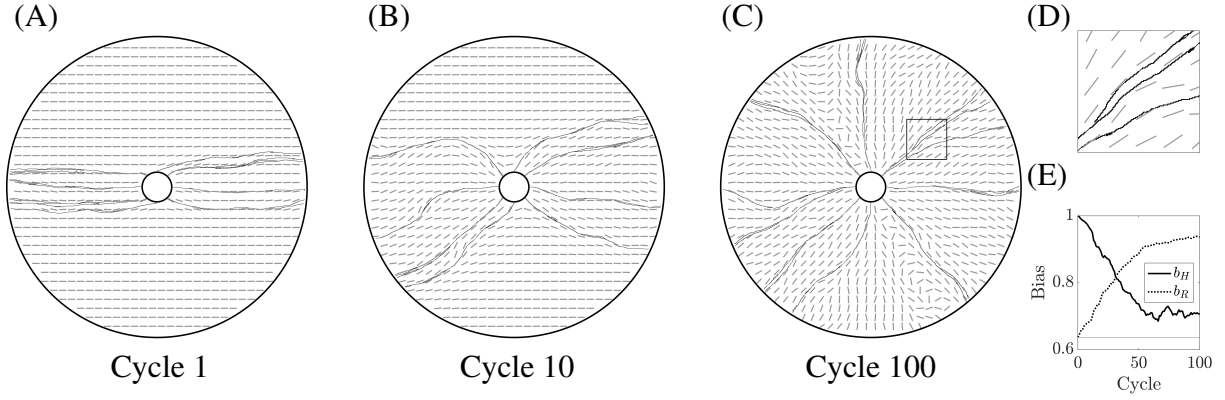 (A)
(B)
(C)
(D)
(E)
Cycle 1
Cycle 10
Cycle 100
1
0.8
0.6
Bias
b_H
b_R
0
50
100
Cycle